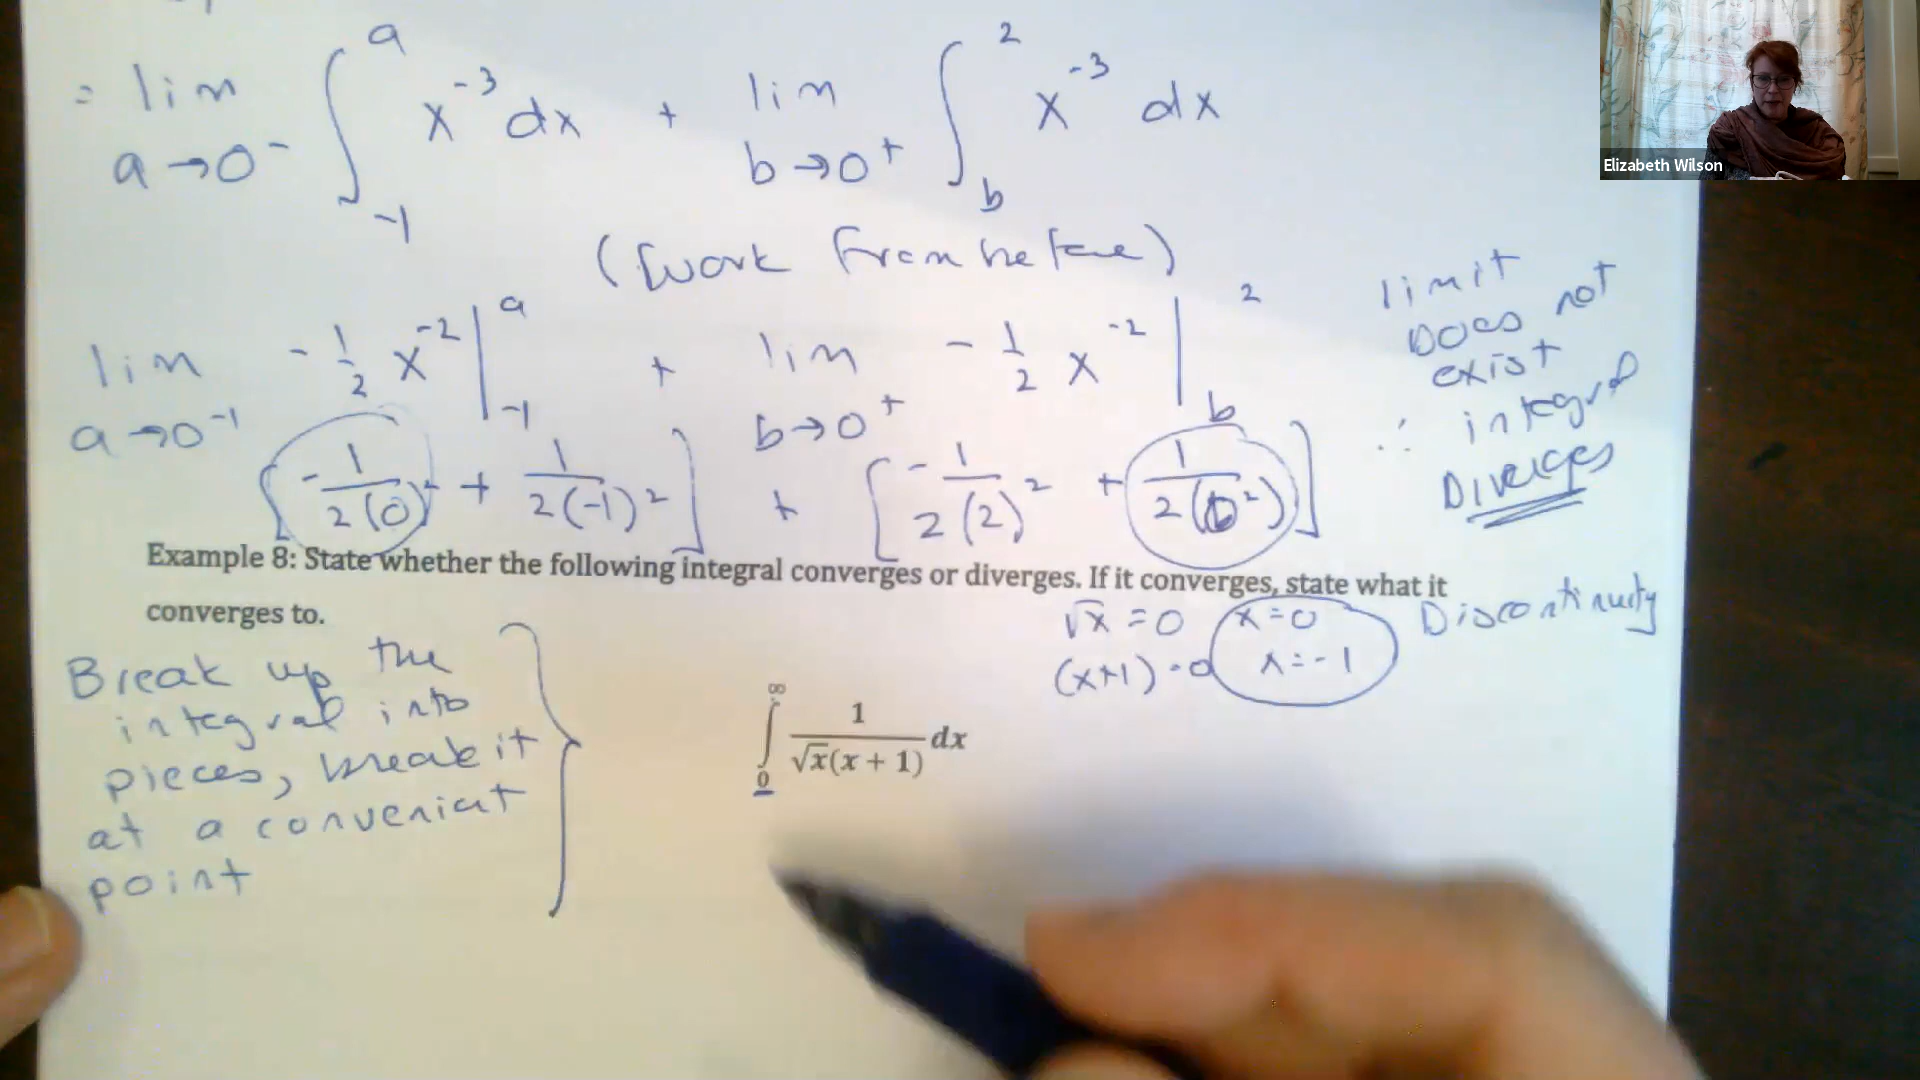 = lim ∫ a x⁻³ dx + lim ∫ 2 x⁻³ dx
a→0⁻ -1 b→0⁺ b
(Work from before)
lim -1/2 x⁻² | a -1 + lim -1/2 x⁻² | 2 b
a→0⁻¹ b→0⁺
[-1/2(0)² + 1/2(-1)²] + [-1/2(2)² + 1/2(0²)]
limit
Does not
exist
∴ integral
Diverges
Example 8: State whether the following integral converges or diverges. If it converges, state what it
converges to.
√x = 0 x=0 Discontinuity
(x+1)=0 x=-1
Break up the
integral into
pieces, break it
at a convenient
point
∫₀^∞ 1/√x(x + 1) dx
Elizabeth Wilson